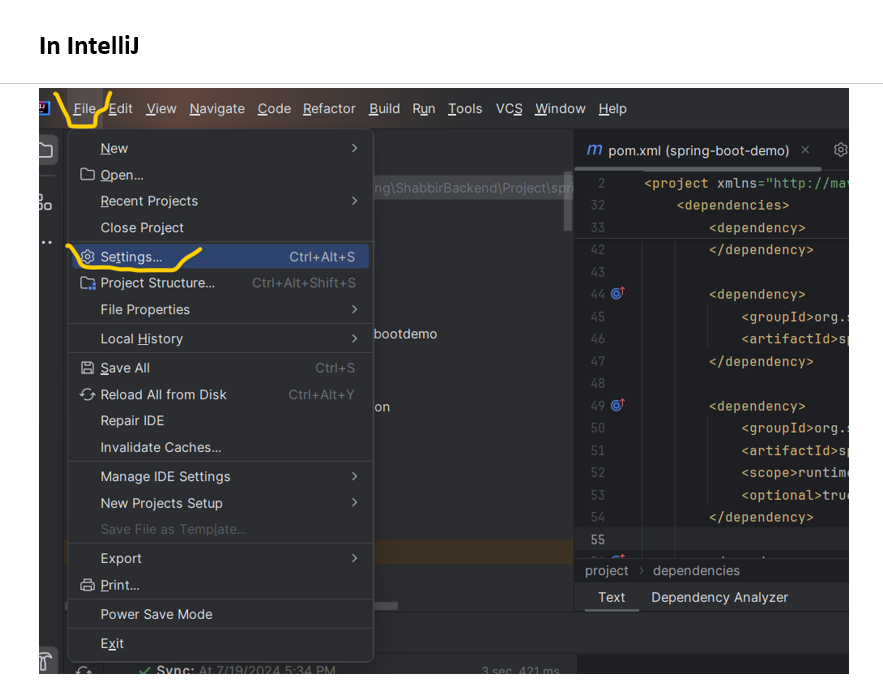 In IntelliJ
File Edit View Navigate Code Refactor Build Run Tools VCS Window Help
New
Open...
Recent Projects
Close Project
Settings... Ctrl+Alt+S
Project Structure... Ctrl+Alt+Shift+S
File Properties
Local History
Save All Ctrl+S
Reload All from Disk Ctrl+Alt+Y
Repair IDE
Invalidate Caches...
Manage IDE Settings
New Projects Setup
Save File as Template...
Export
Print...
Power Save Mode
Exit
ng\ShabbirBackend\Project\spri
bootdemo
on
Sync: At 7/19/2024 5:34 PM 3 sec, 421 ms
m pom.xml (spring-boot-demo)
2 <project xmlns="http://ma
32 <dependencies>
33 <dependency>
42 </dependency>
43
44 <dependency>
45 <groupId>org.s
46 <artifactId>sp
47 </dependency>
48
49 <dependency>
50 <groupId>org.s
51 <artifactId>sp
52 <scope>runtime
53 <optional>true
54 </dependency>
55
project > dependencies
Text Dependency Analyzer